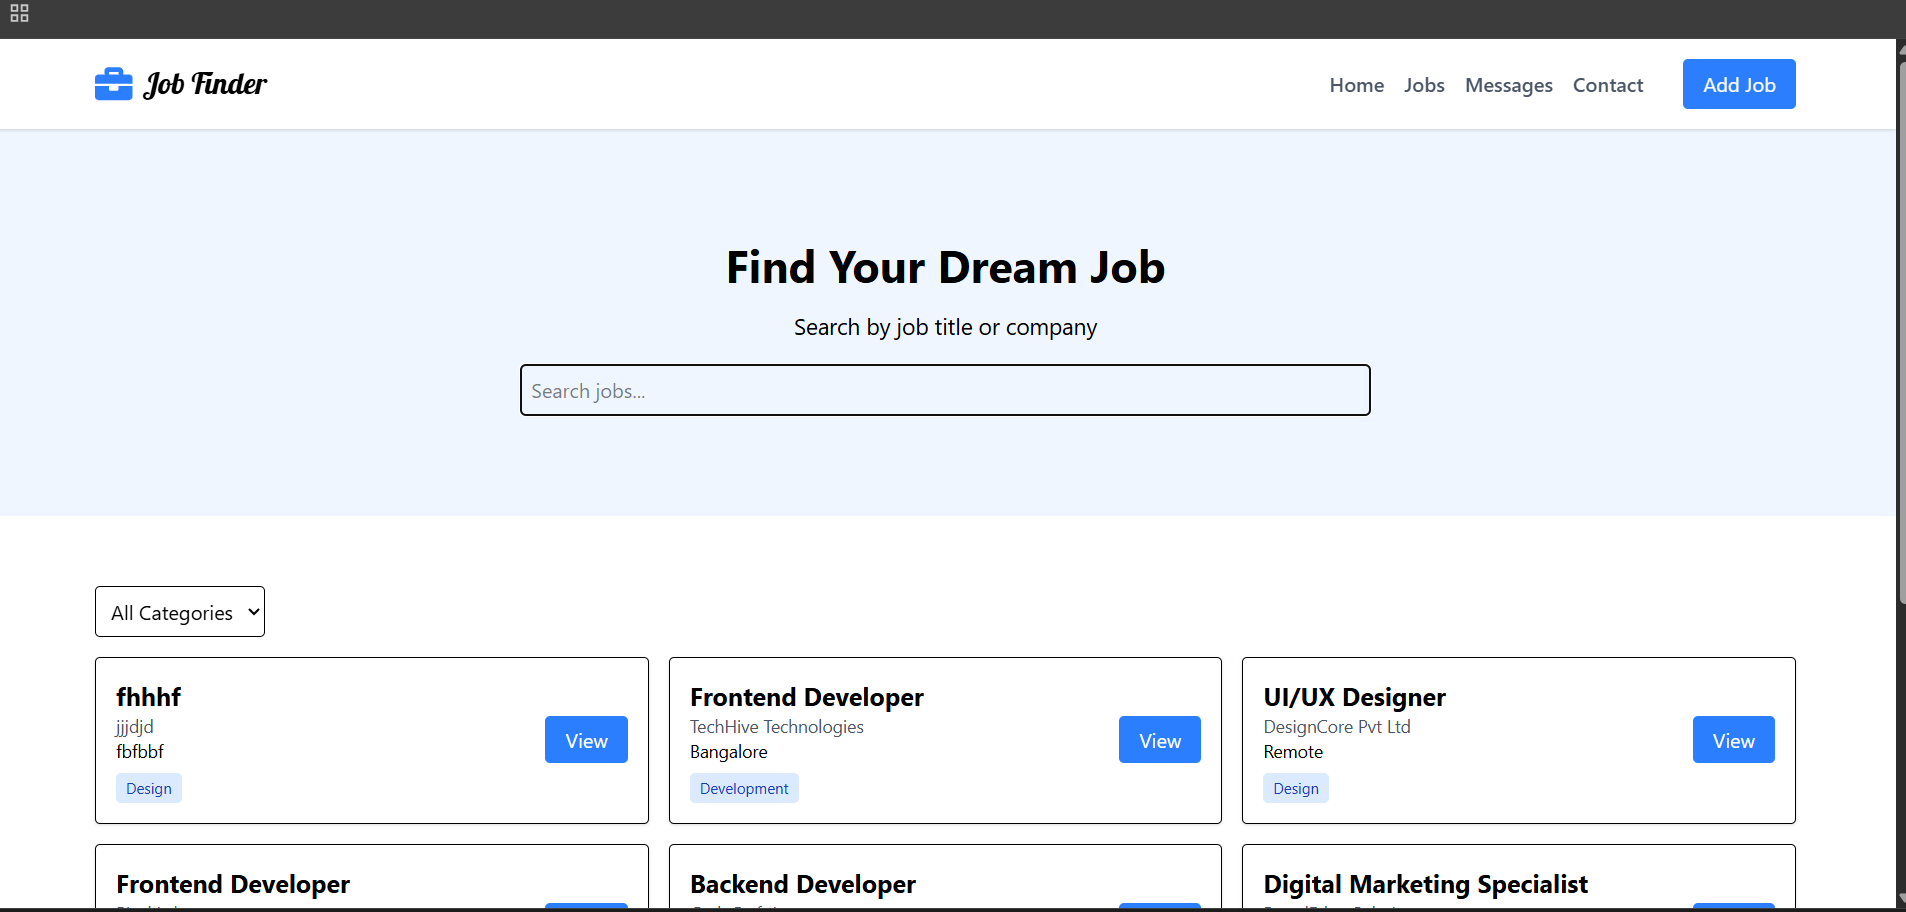 Job Finder
Home Jobs Messages Contact Add Job
Find Your Dream Job
Search by job title or company
Search jobs...
All Categories
fhhhf
jjjdjd
fbfbbf
Design
View
Frontend Developer
TechHive Technologies
Bangalore
Development
View
UI/UX Designer
DesignCore Pvt Ltd
Remote
Design
View
Frontend Developer
Backend Developer
Digital Marketing Specialist